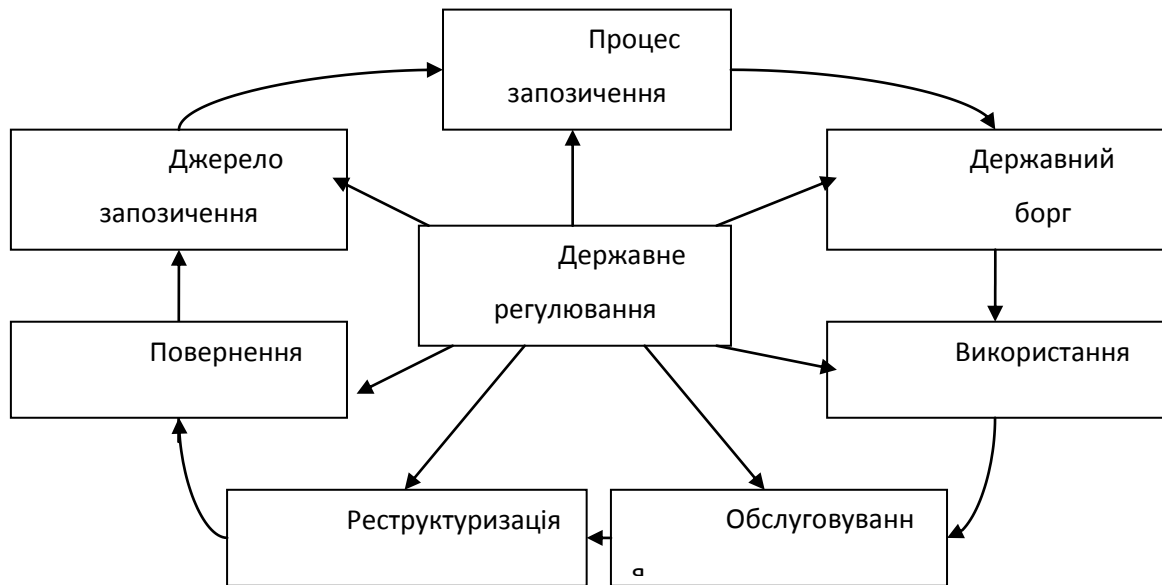 Процес
запозичення
Джерело
запозичення
Державний
борг
Державне
регулювання
Повернення
Використання
Реструктуризація
Обслуговуванн
я